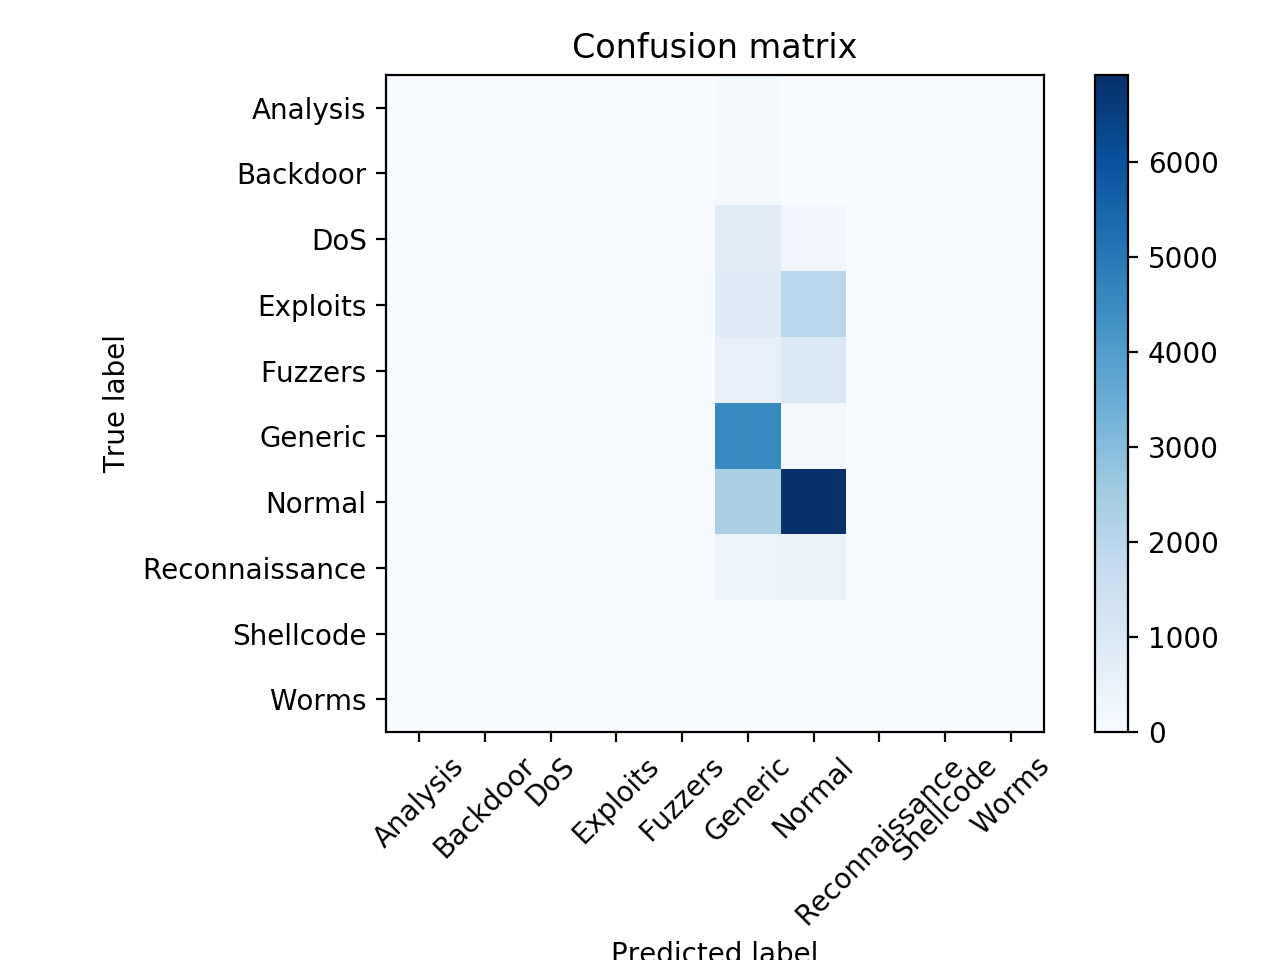 Confusion matrix
True label
Analysis
Backdoor
DoS
Exploits
Fuzzers
Generic
Normal
Reconnaissance
Shellcode
Worms
6000
5000
4000
3000
2000
1000
0
Analysis
Backdoor
DoS
Exploits
Fuzzers
Generic
Normal
Reconnaissance
Shellcode
Worms
Predicted label